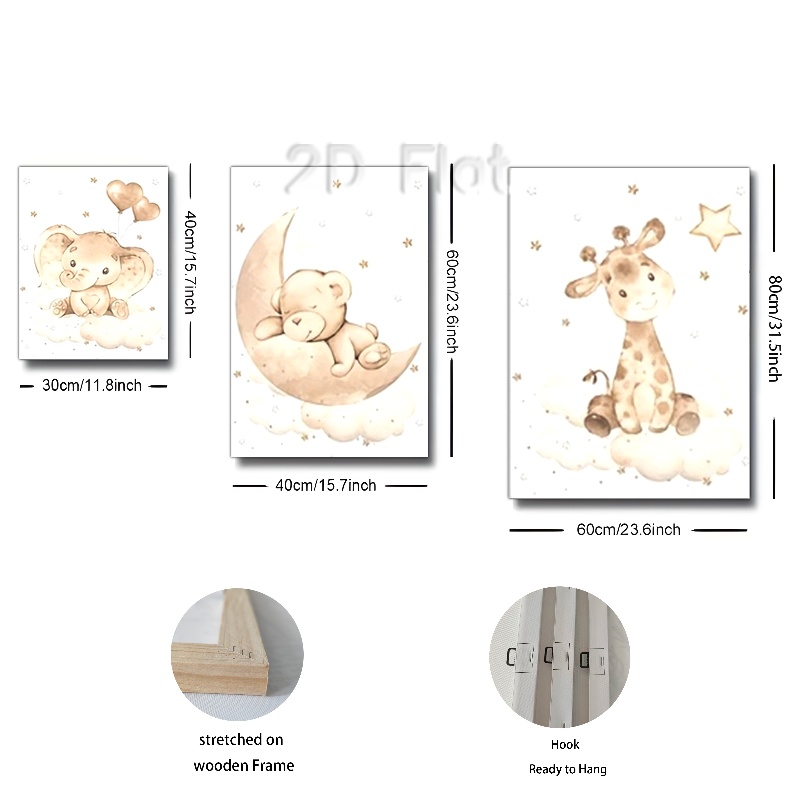 2D Flat
40cm/15.7inch
60cm/23.6inch
80cm/31.5inch
30cm/11.8inch
40cm/15.7inch
60cm/23.6inch
stretched on
wooden Frame
Hook
Ready to Hang